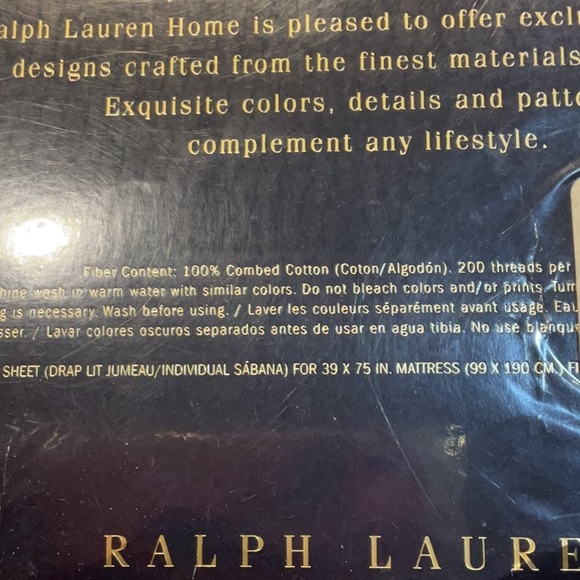 alph Lauren Home is pleased to offer excl
designs crafted from the finest materials
Exquisite colors, details and patt
complement any lifestyle.
Fiber Content: 100% Combed Cotton (Coton/Algodón). 200 threads per
hine wash in warm water with similar colors. Do not bleach colors and/or prints. Tum
g is necessary. Wash before using. / Laver les couleurs séparément avant usage. Eau
sser. / Lavar colores oscuros separados antes de usar en agua tibia. No use blanque
SHEET (DRAP LIT JUMEAU/INDIVIDUAL SÁBANA) FOR 39 X 75 IN. MATTRESS (99 X 190 CM.) FI
RALPH LAURE